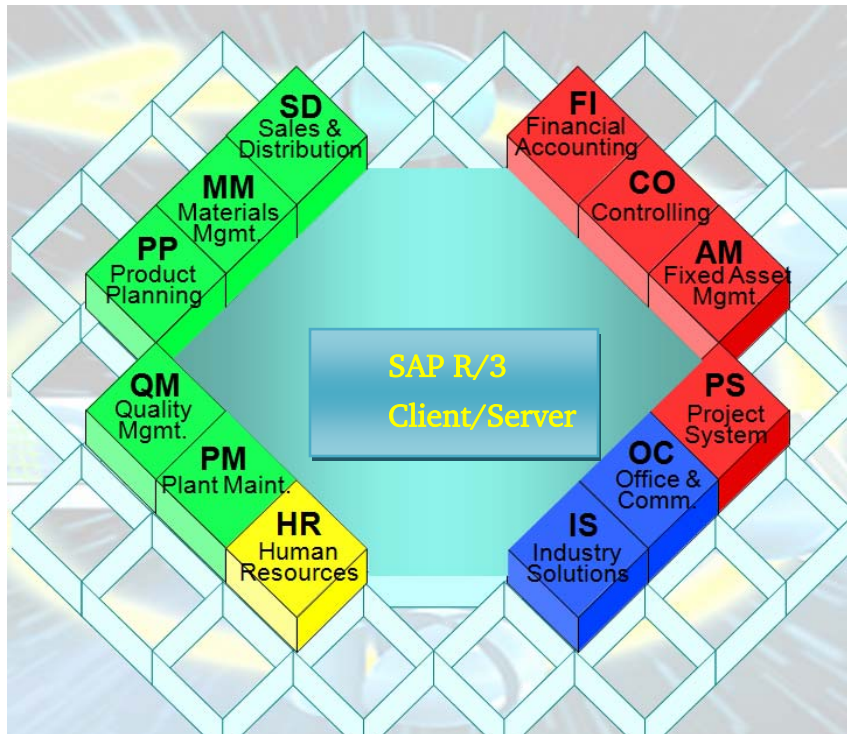 SD
Sales &
Distribution
MM
Materials
Mgmt.
PP
Product
Planning
FI
Financial
Accounting
CO
Controlling
AM
Fixed Asset
Mgmt.
SAP R/3
Client/Server
QM
Quality
Mgmt.
PM
Plant Maint.
HR
Human
Resources
PS
Project
System
OC
Office &
Comm.
IS
Industry
Solutions